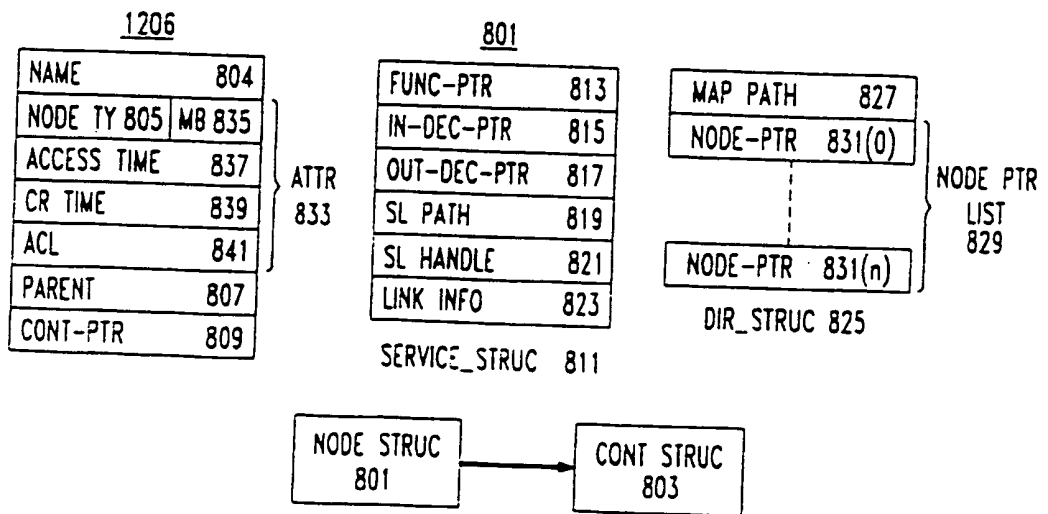 1206
NAME 804
NODE TY 805 MB 835
ACCESS TIME 837
CR TIME 839
ACL 841
PARENT 807
CONT-PTR 809
ATTR
833
801
FUNC-PTR 813
IN-DEC-PTR 815
OUT-DEC-PTR 817
SL PATH 819
SL HANDLE 821
LINK INFO 823
SERVICE_STRUC 811
MAP PATH 827
NODE-PTR 831(0)
NODE-PTR 831(n)
DIR_STRUC 825
NODE PTR
LIST
829
NODE STRUC
801
CONT STRUC
803